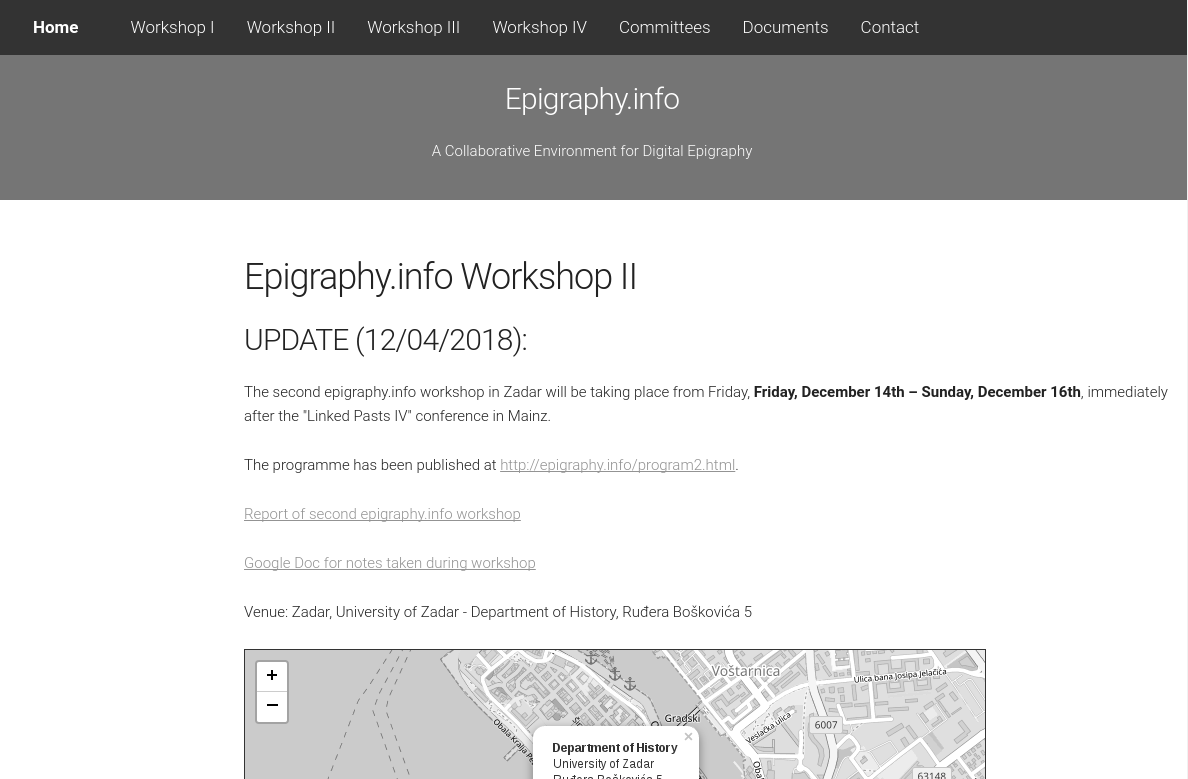 Home Workshop I Workshop II Workshop III Workshop IV Committees Documents Contact
Epigraphy.info
A Collaborative Environment for Digital Epigraphy
Epigraphy.info Workshop II
UPDATE (12/04/2018):
The second epigraphy.info workshop in Zadar will be taking place from Friday, Friday, December 14th – Sunday, December 16th, immediately
after the "Linked Pasts IV" conference in Mainz.
The programme has been published at http://epigraphy.info/program2.html.
Report of second epigraphy.info workshop
Google Doc for notes taken during workshop
Venue: Zadar, University of Zadar - Department of History, Ruđera Boškovića 5
+
−
Voštarnica
Ulica bana josipa jelačića
Gradski
6007
Veslačka ulica
Obala Kralja
Oba
63148
×
Department of History
University of Zadar
Ruđera Boškovića 5